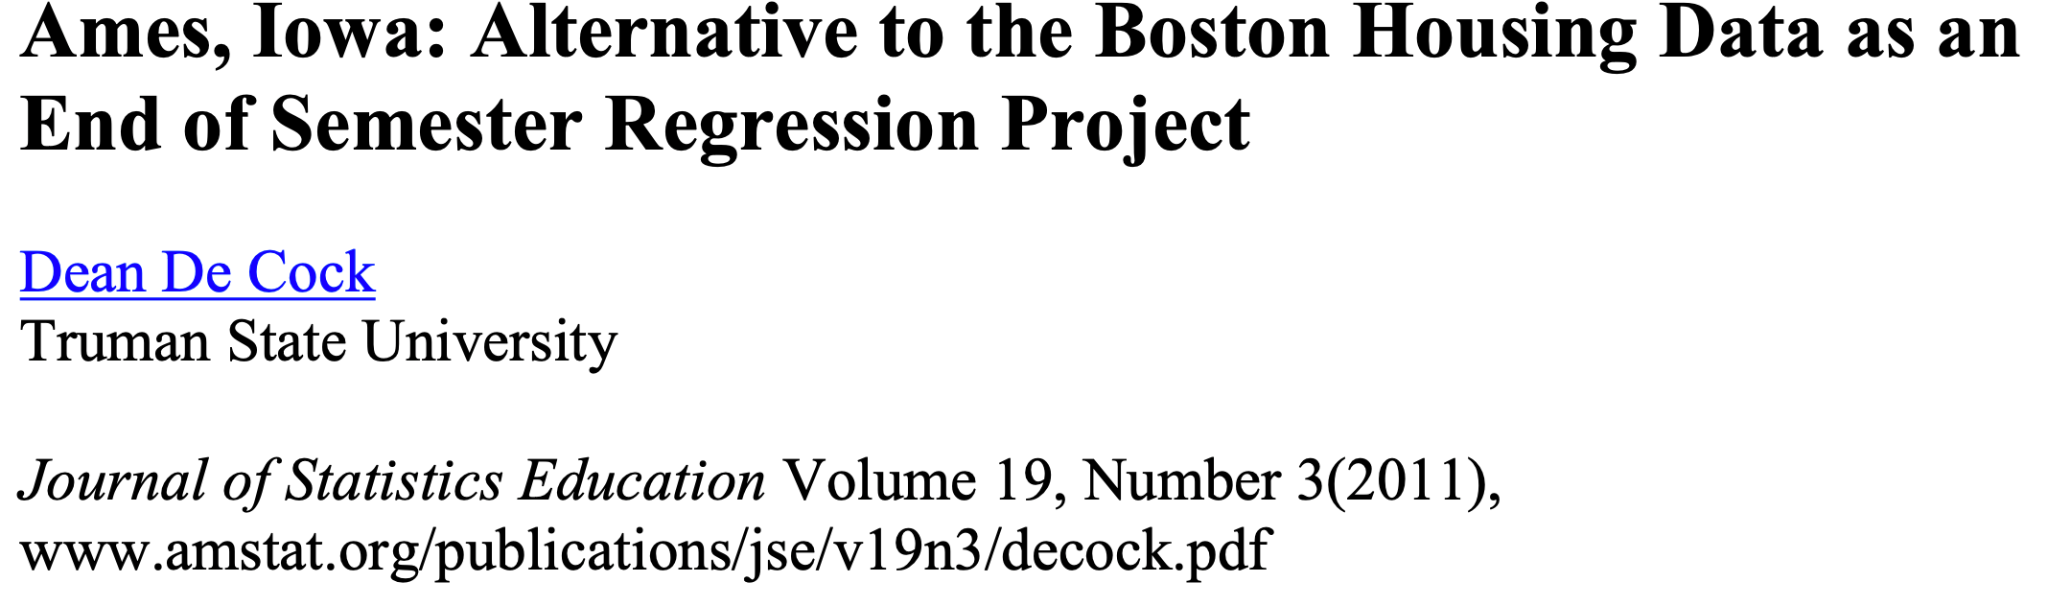 Ames, Iowa: Alternative to the Boston Housing Data as an
End of Semester Regression Project
Dean De Cock
Truman State University
Journal of Statistics Education Volume 19, Number 3(2011),
www.amstat.org/publications/jse/v19n3/decock.pdf